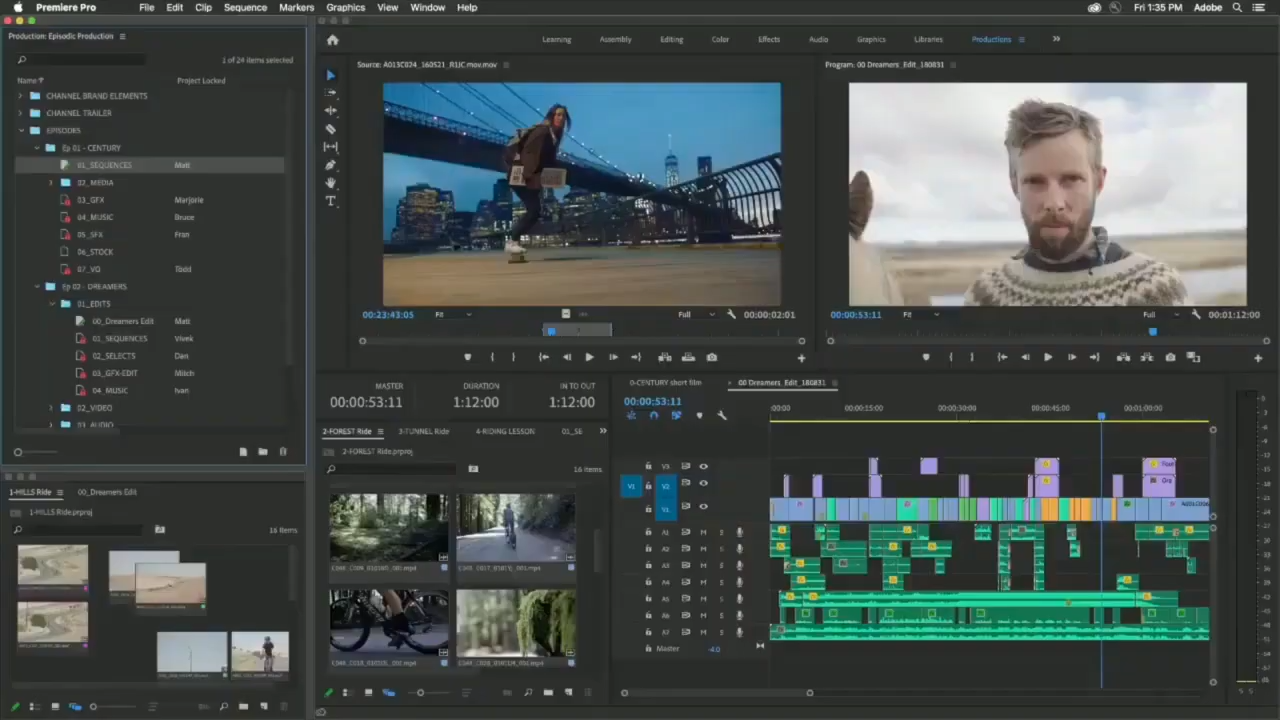 Premiere Pro File Edit Clip Sequence Markers Graphics View Window Help Fri 1:35 PM Adobe
Production: Episodic Production
1 of 24 items selected
Name Project Locked
CHANNEL BRAND ELEMENTS
CHANNEL TRAILER
EPISODES
Ep 01 - CENTURY
01_SEQUENCES Matt
02_MEDIA
03_GFX Marjorie
04_MUSIC Bruce
05_SFX Fran
06_STOCK
07_VO Todd
Ep 02 - DREAMERS
01_EDITS
00_Dreamers Edit Matt
01_SEQUENCES Vivek
02_SELECTS Dan
03_GFX-EDIT Mitch
04_MUSIC Ivan
02_VIDEO
03_AUDIO
Learning Assembly Editing Color Effects Audio Graphics Libraries Productions
Source: A013C024_160521_R1JC.mov.mov
Program: 00 Dreamers_Edit_180831
00:23:43:05 Fit Full 00:00:02:01
00:00:53:11 Fit Full 00:01:12:00
MASTER DURATION IN TO OUT
00:00:53:11 1:12:00 1:12:00
2-FOREST Ride 3-TUNNEL Ride 4-RIDING LESSON 01_SE
2-FOREST Ride.prproj
16 items
1-HILLS Ride 00_Dreamers Edit
1-HILLS Ride.prproj
16 items
0-CENTURY short film 00 Dreamers_Edit_180831
00:00:53:11
:00:00 00:00:15:00 00:00:30:00 00:00:45:00 00:01:00:00
V3
V1 V2
V1
A1 M S
A2 M S
A3 M S
A4 M S
A5 M S
A6 M S
A7 M S
Master -4.0